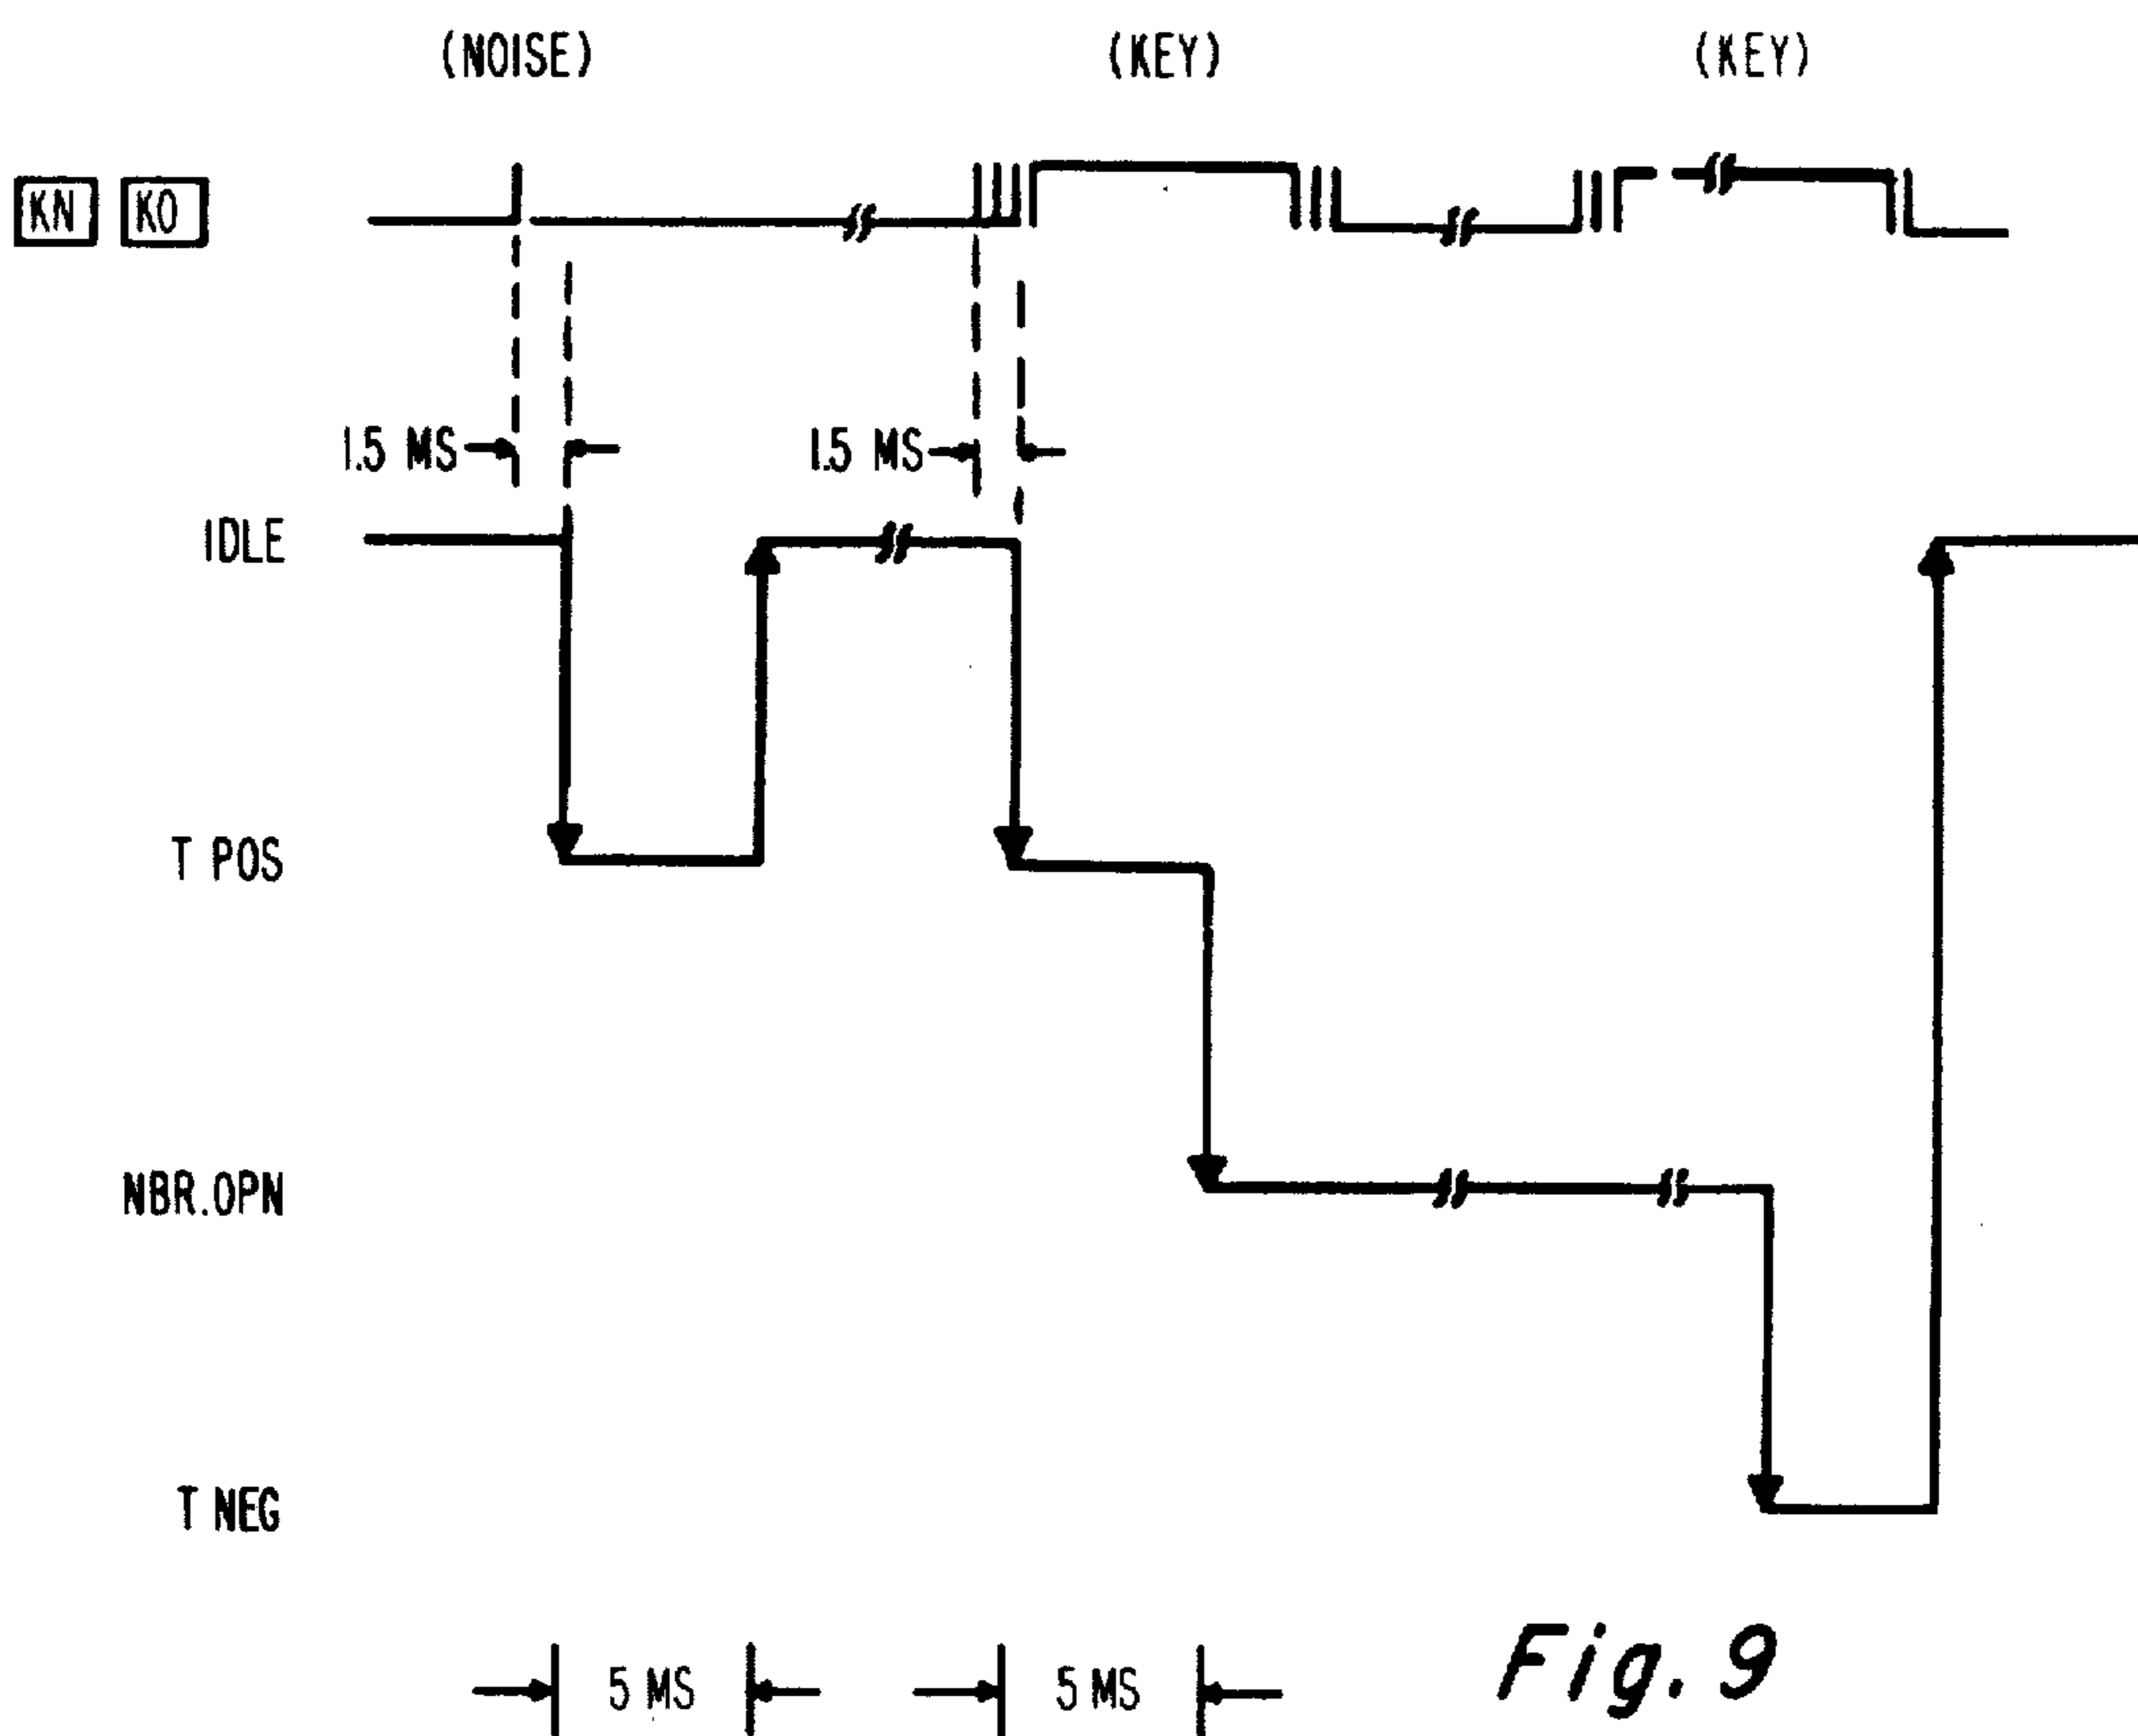 (NOISE) (KEY) (KEY)
KN KO
1.5 MS 1.5 MS
IDLE
T POS
NBR.OPN
T NEG
5 MS 5 MS
Fig. 9